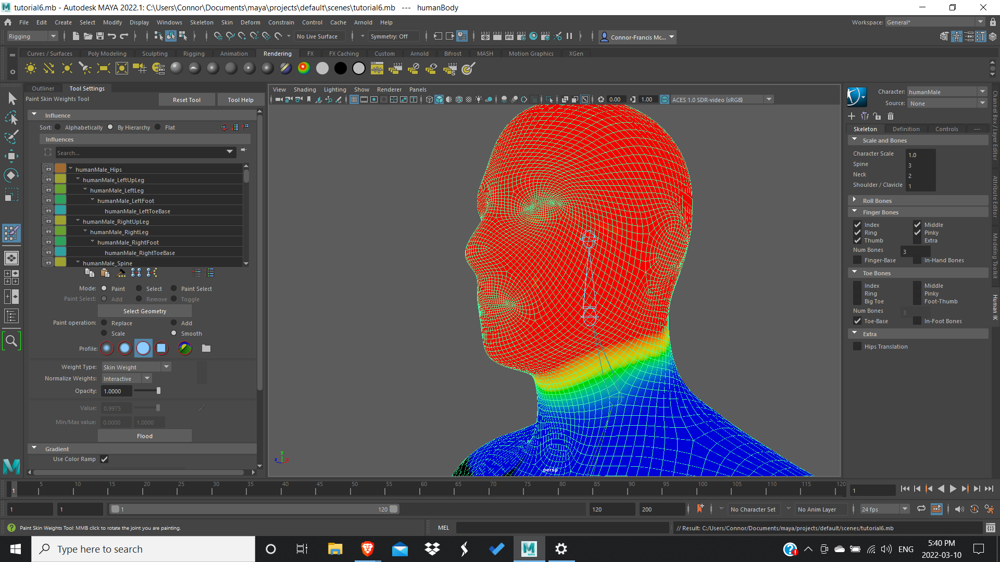 tutorial6.mb - Autodesk MAYA 2022.1: C:\Users\Connor\Documents\maya\projects\default\scenes\tutorial6.mb --- humanBody
File Edit Create Select Modify Display Windows Skeleton Skin Deform Constrain Control Cache Arnold Help
Workspace: General*
Rigging
No Live Surface
Symmetry: Off
IPR
Connor-Francis Mc...
Curves / Surfaces Poly Modeling Sculpting Rigging Animation Rendering FX FX Caching Custom Arnold Bifrost MASH Motion Graphics XGen
Outliner Tool Settings
Paint Skin Weights Tool
Reset Tool Tool Help
Influence
Sort: Alphabetically By Hierarchy Flat
Influences
Search...
humanMale_Hips
humanMale_LeftUpLeg
humanMale_LeftLeg
humanMale_LeftFoot
humanMale_LeftToeBase
humanMale_RightUpLeg
humanMale_RightLeg
humanMale_RightFoot
humanMale_RightToeBase
humanMale_Spine
Mode: Paint Select Paint Select
Paint Select: Add Remove Toggle
Select Geometry
Paint operation: Replace Add
Scale Smooth
Profile:
Weight Type: Skin Weight
Normalize Weights: Interactive
Opacity: 1.0000
Value: 0.9975
Min/Max value: 0.0000 1.0000
Flood
Gradient
Use Color Ramp
View Shading Lighting Show Renderer Panels
0.00 1.00 ACES 1.0 SDR-video (sRGB)
y
z x
persp
Character: humanMale
Source: None
Skeleton Definition Controls ---
Scale and Bones
Character Scale 1.0
Spine 3
Neck 2
Shoulder / Clavicle 1
Roll Bones
Finger Bones
Index Middle
Ring Pinky
Thumb Extra
Num Bones 3
Finger-Base In-Hand Bones
Toe Bones
Index Middle
Ring Pinky
Big Toe Foot-Thumb
Num Bones 3
Toe-Base In-Foot Bones
Extra
Hips Translation
Channel Box / Layer Editor
Attribute Editor
Modeling Toolkit
Human IK
1 5 10 15 20 25 30 35 40 45 50 55 60 65 70 75 80 85 90 95 100 105 110 115 120
1
1 1 1 120 120 200 No Character Set No Anim Layer 24 fps
Paint Skin Weights Tool: MMB click to rotate the joint you are painting.
MEL
// Result: C:/Users/Connor/Documents/maya/projects/default/scenes/tutorial6.mb
Type here to search
ENG
5:40 PM
2022-03-10